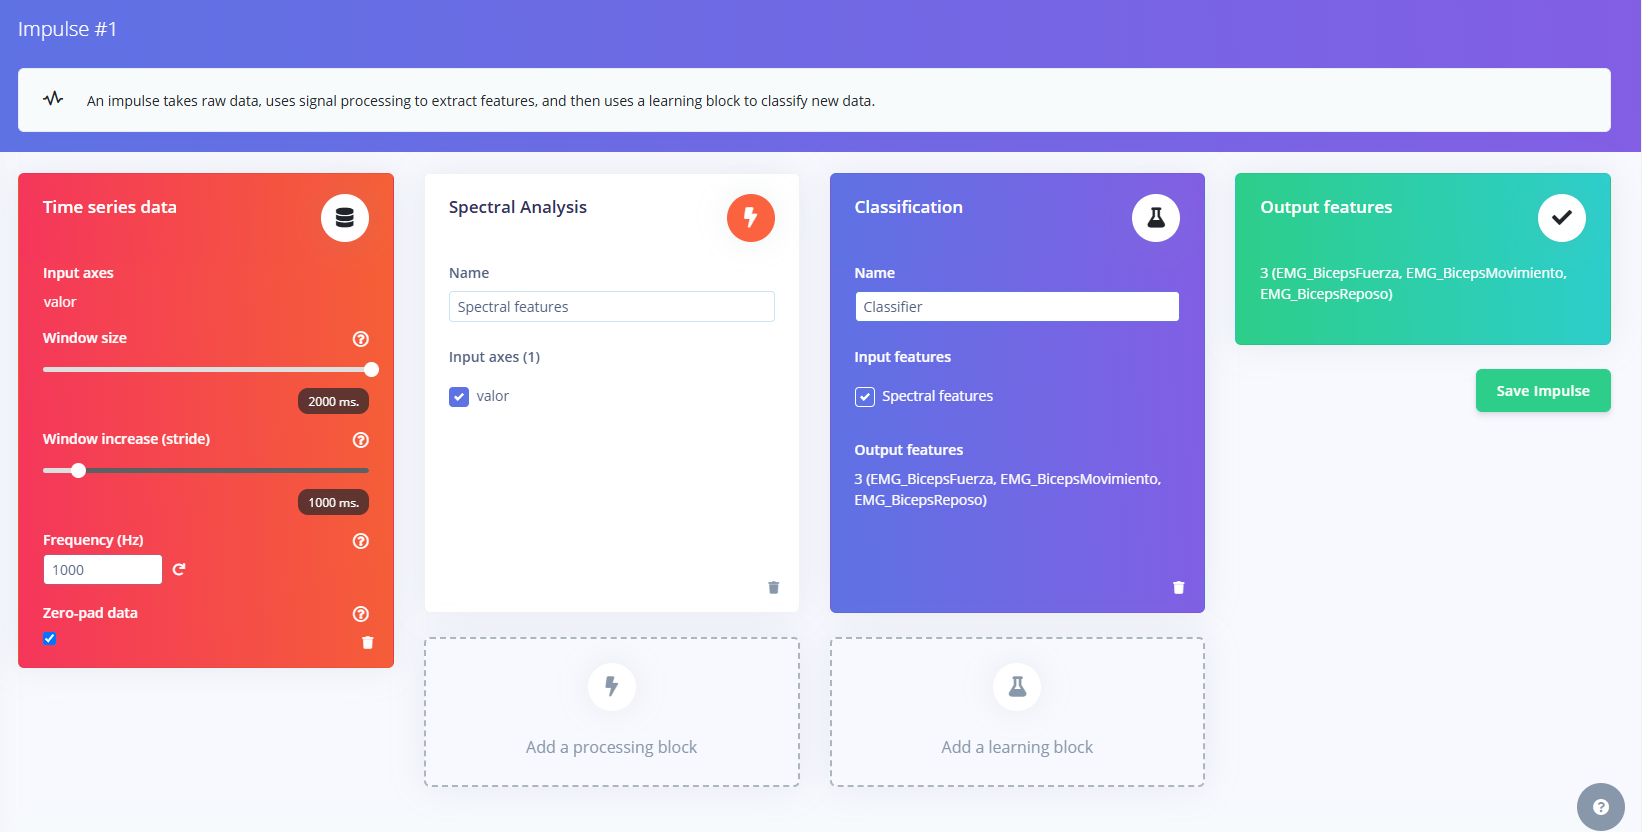 Impulse #1
An impulse takes raw data, uses signal processing to extract features, and then uses a learning block to classify new data.
Time series data
Input axes
valor
Window size
2000 ms.
Window increase (stride)
1000 ms.
Frequency (Hz)
1000
Zero-pad data
Spectral Analysis
Name
Spectral features
Input axes (1)
valor
Add a processing block
Classification
Name
Classifier
Input features
Spectral features
Output features
3 (EMG_BicepsFuerza, EMG_BicepsMovimiento,
EMG_BicepsReposo)
Add a learning block
Output features
3 (EMG_BicepsFuerza, EMG_BicepsMovimiento,
EMG_BicepsReposo)
Save Impulse